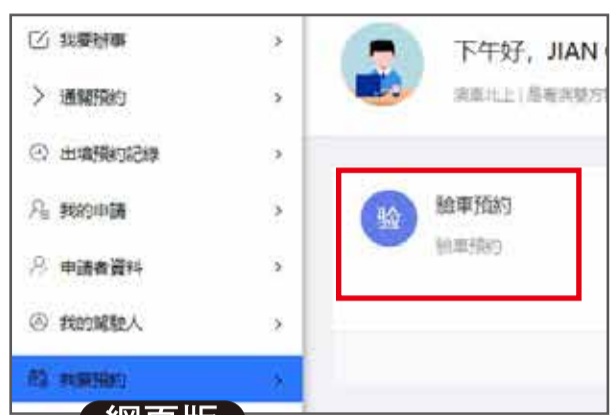 我要辦事
通關預約
出境預約記錄
我的申請
申請者資料
我的駕駛人
我要預約
下午好，JIAN
驗
驗車預約
驗車預約
網頁版